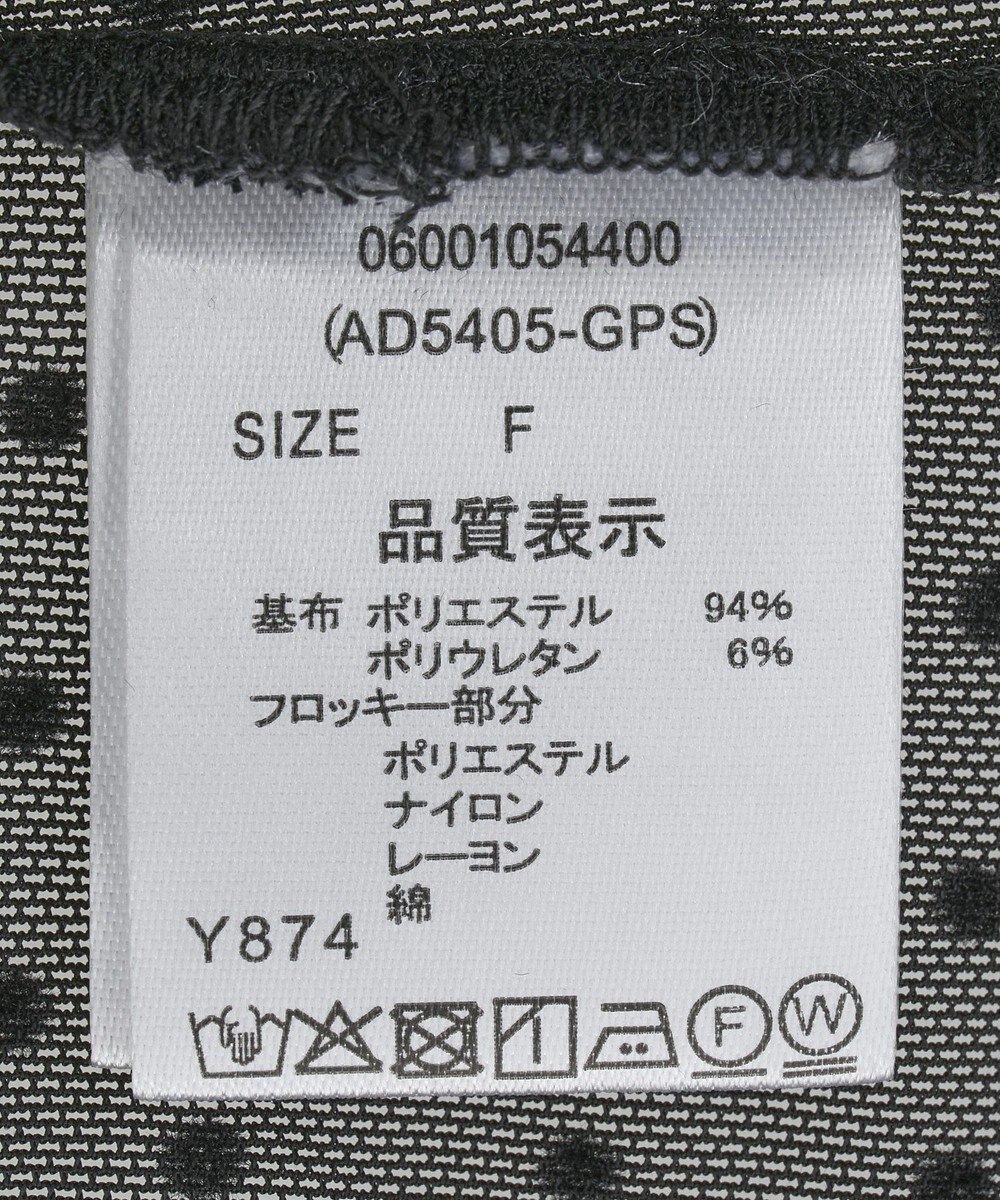 06001054400
(AD5405-GPS)
SIZE F
品質表示
基布 ポリエステル 94%
ポリウレタン 6%
フロッキー部分
ポリエステル
ナイロン
レーヨン
綿
Y874
F W